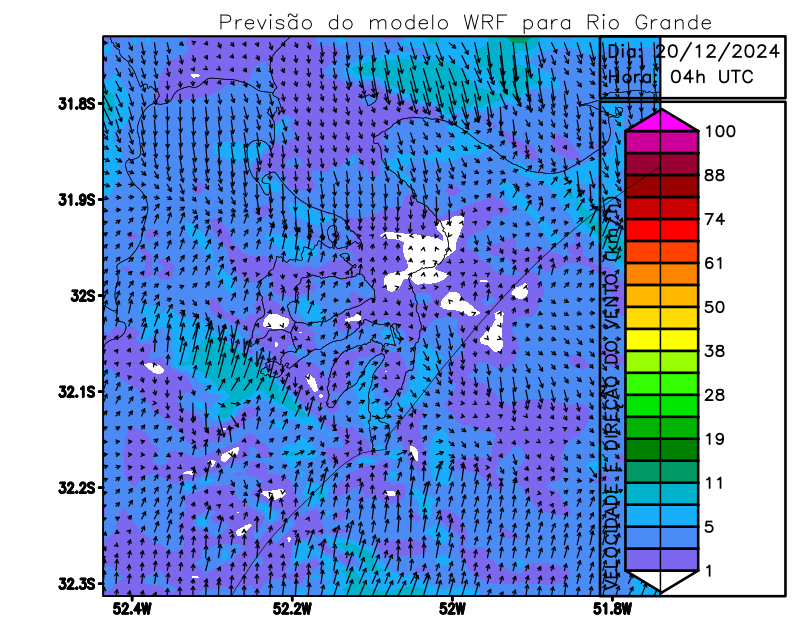 Previsão do modelo WRF para Rio Grande
Dia: 20/12/2024
Hora: 04h UTC
31.8S
31.9S
32S
32.1S
32.2S
32.3S
52.4W
52.2W
52W
51.8W
VELOCIDADE E DIREÇÃO DO VENTO (km/h)
100
88
74
61
50
38
28
19
11
5
1